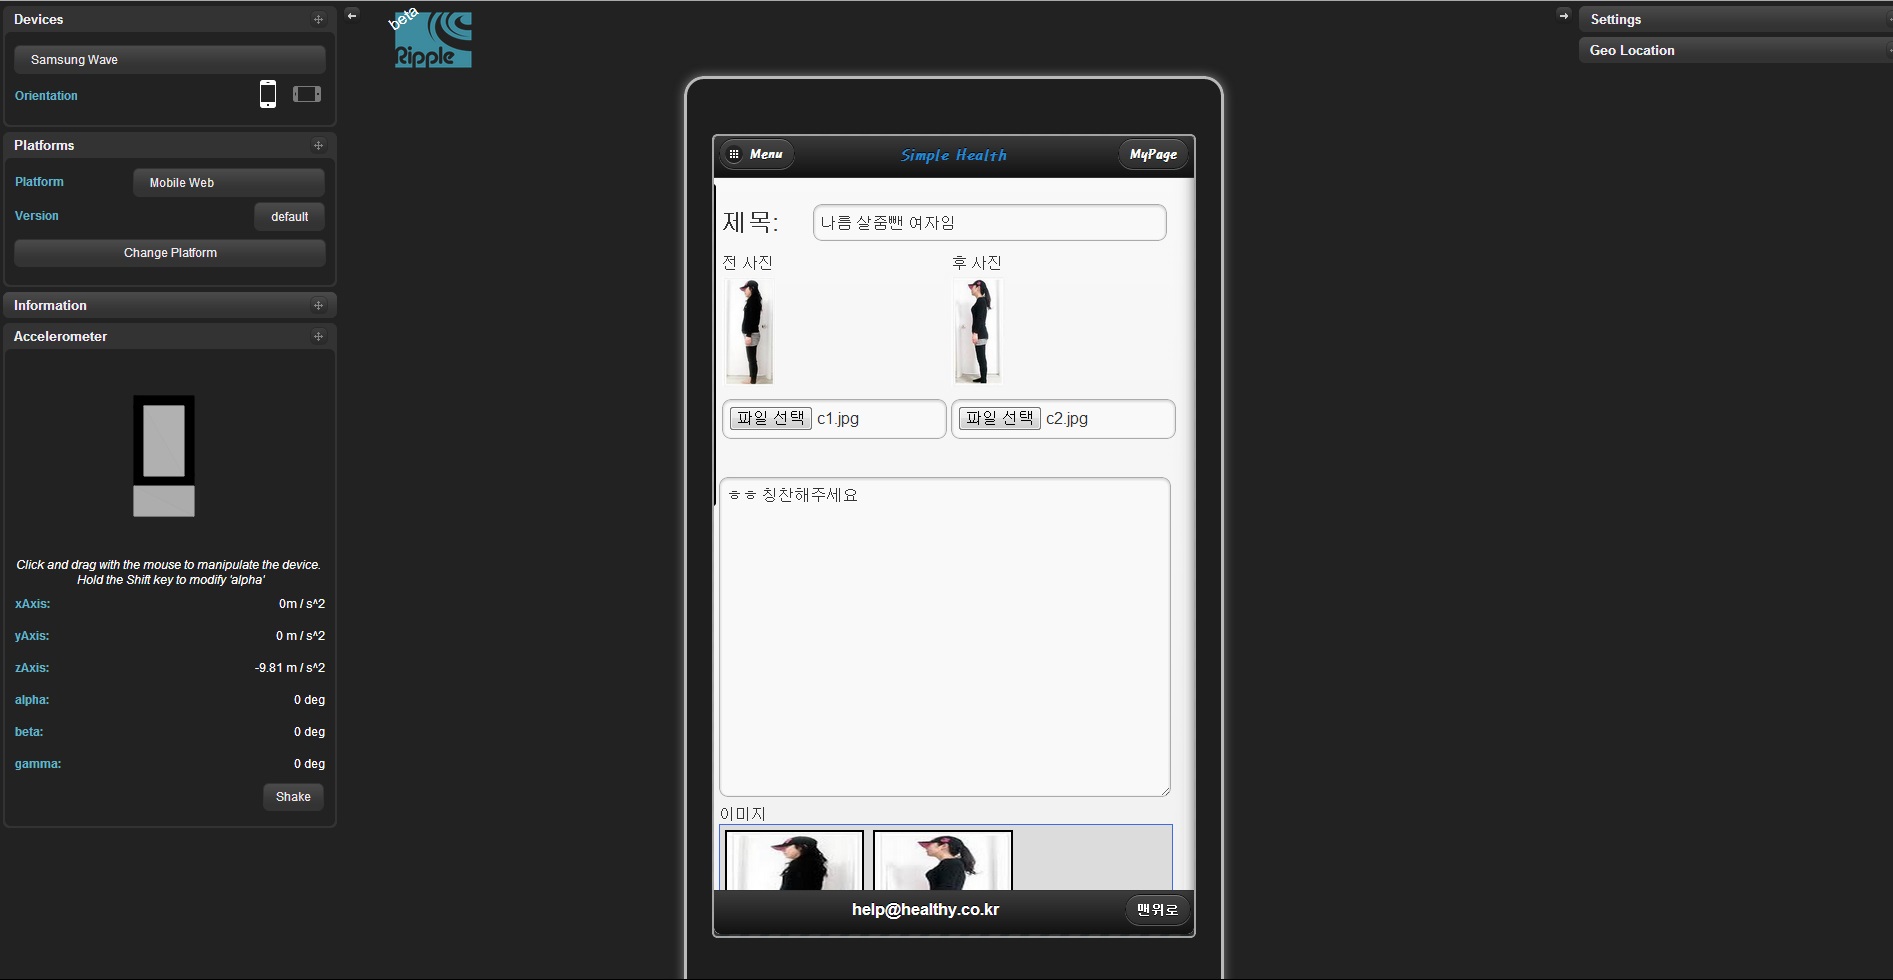 Devices
Samsung Wave
Orientation
Platforms
Platform Mobile Web
Version default
Change Platform
Information
Accelerometer
Click and drag with the mouse to manipulate the device.
Hold the Shift key to modify 'alpha'
xAxis: 0m / s^2
yAxis: 0 m / s^2
zAxis: -9.81 m / s^2
alpha: 0 deg
beta: 0 deg
gamma: 0 deg
Shake
beta
Ripple
Menu Simple Health MyPage
제목: 나름 살줌뺀 여자임
전 사진 후 사진
파일 선택 c1.jpg 파일 선택 c2.jpg
ㅎㅎ 칭찬해주세요
이미지
help@healthy.co.kr 맨위로
Settings
Geo Location